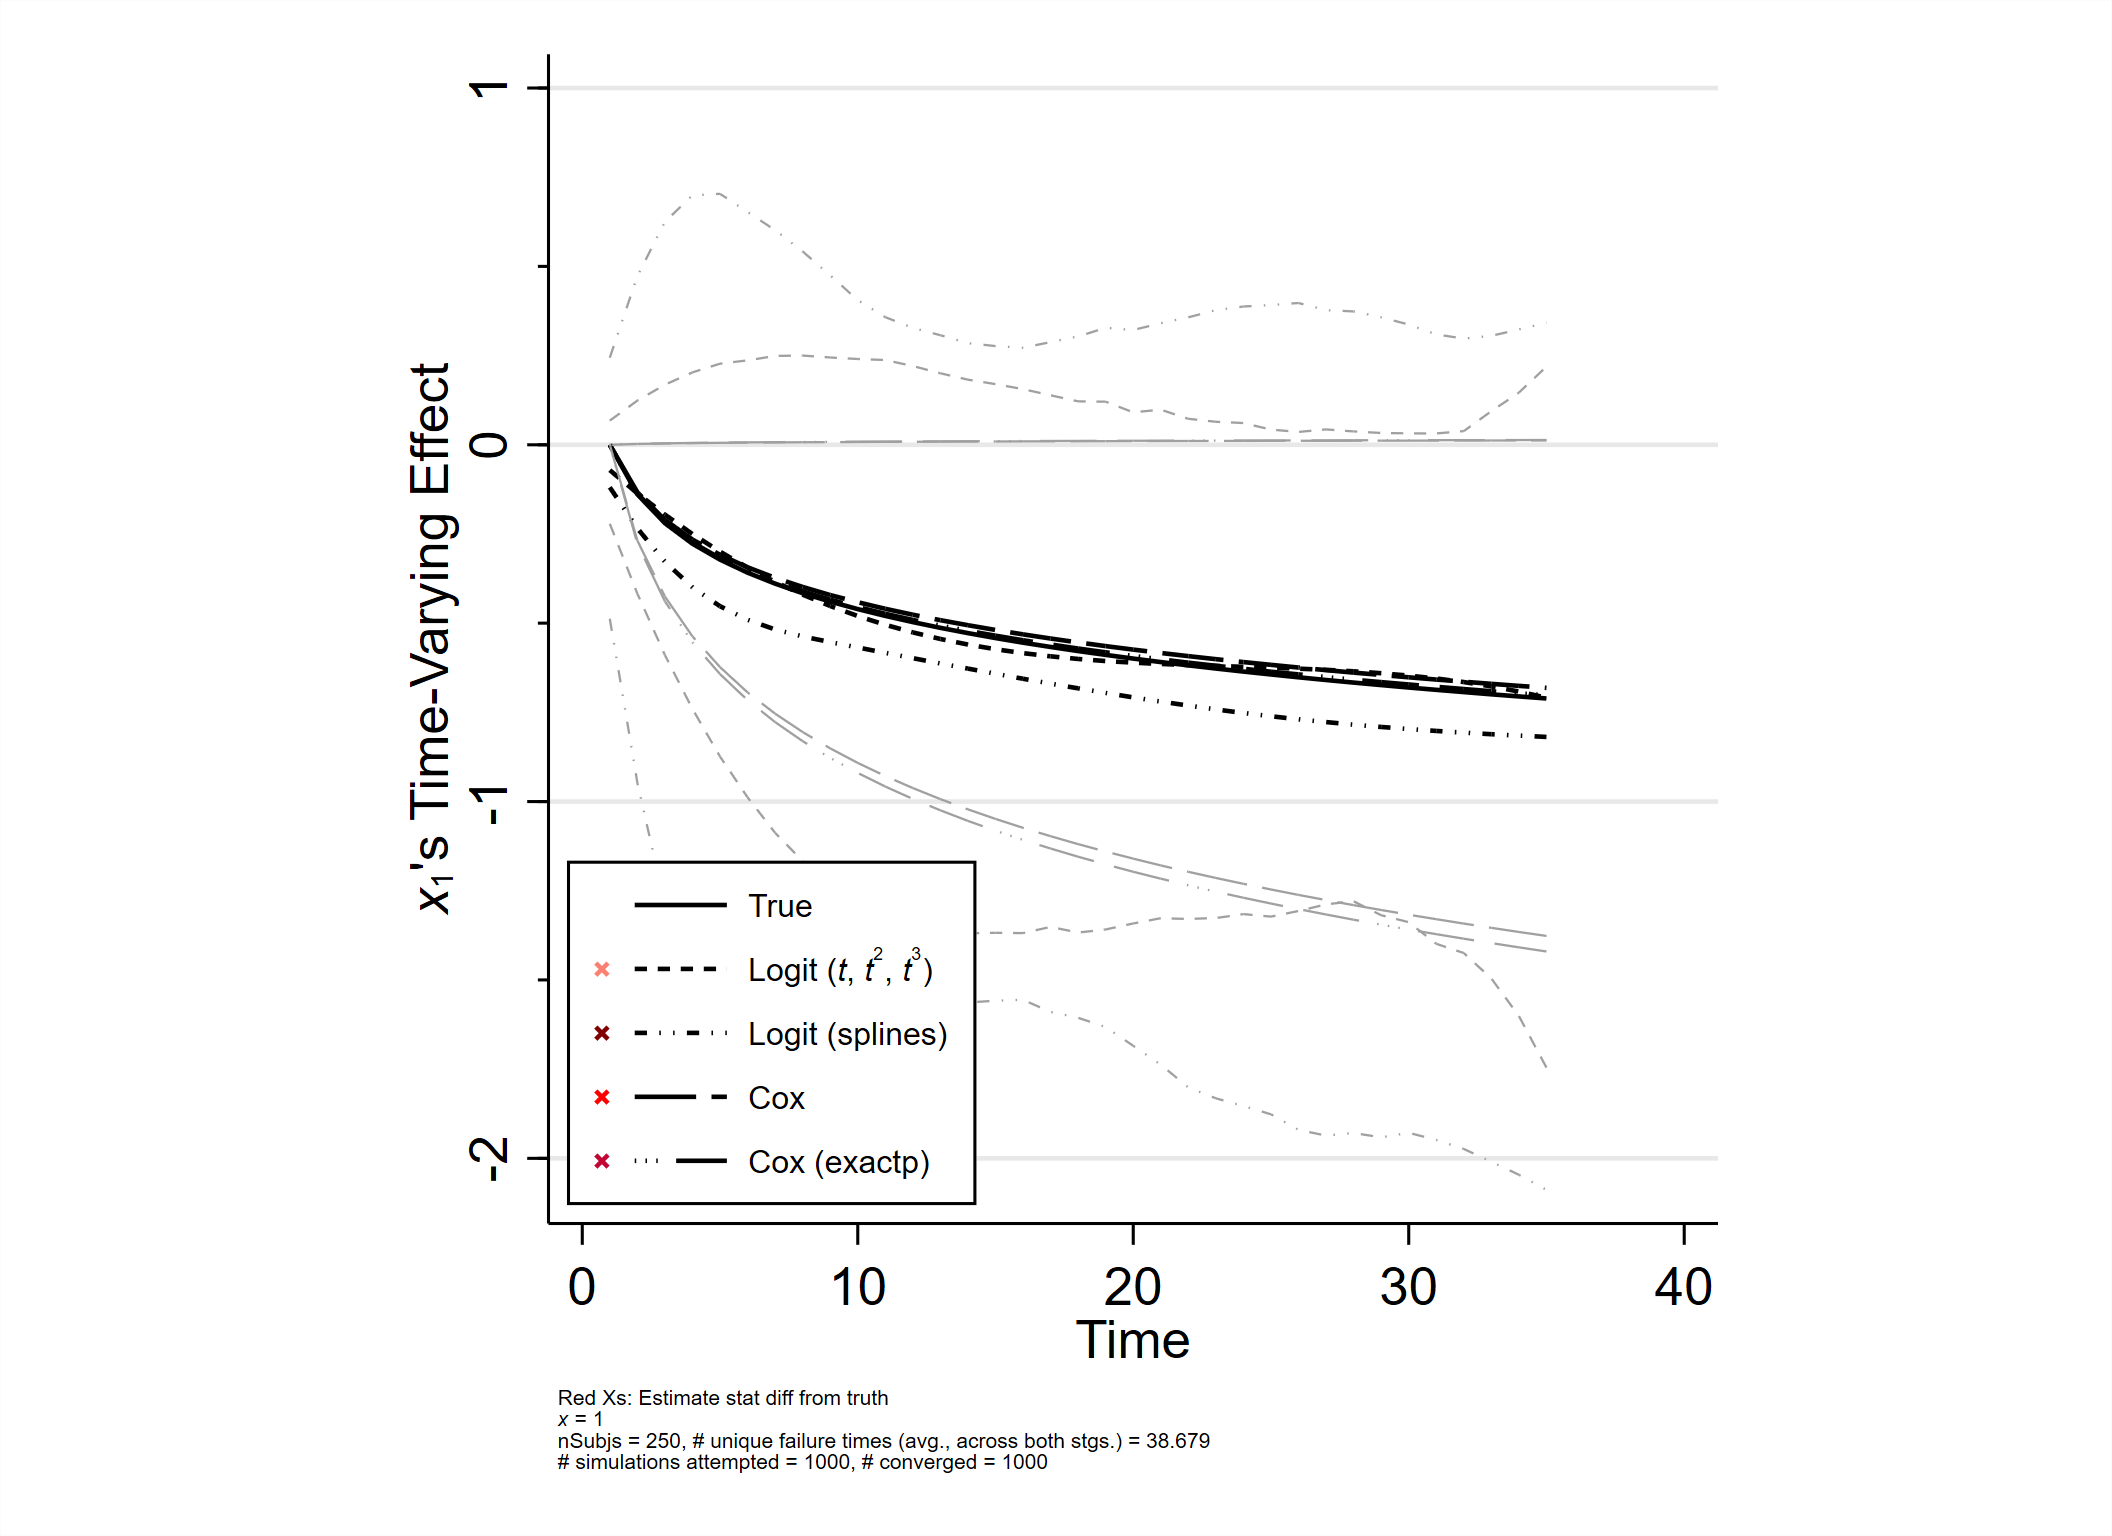 x₁'s Time-Varying Effect
1
0
-1
-2
True
Logit (t, t², t³)
Logit (splines)
Cox
Cox (exactp)
0 10 20 30 40
Time
Red Xs: Estimate stat diff from truth
x = 1
nSubjs = 250, # unique failure times (avg., across both stgs.) = 38.679
# simulations attempted = 1000, # converged = 1000